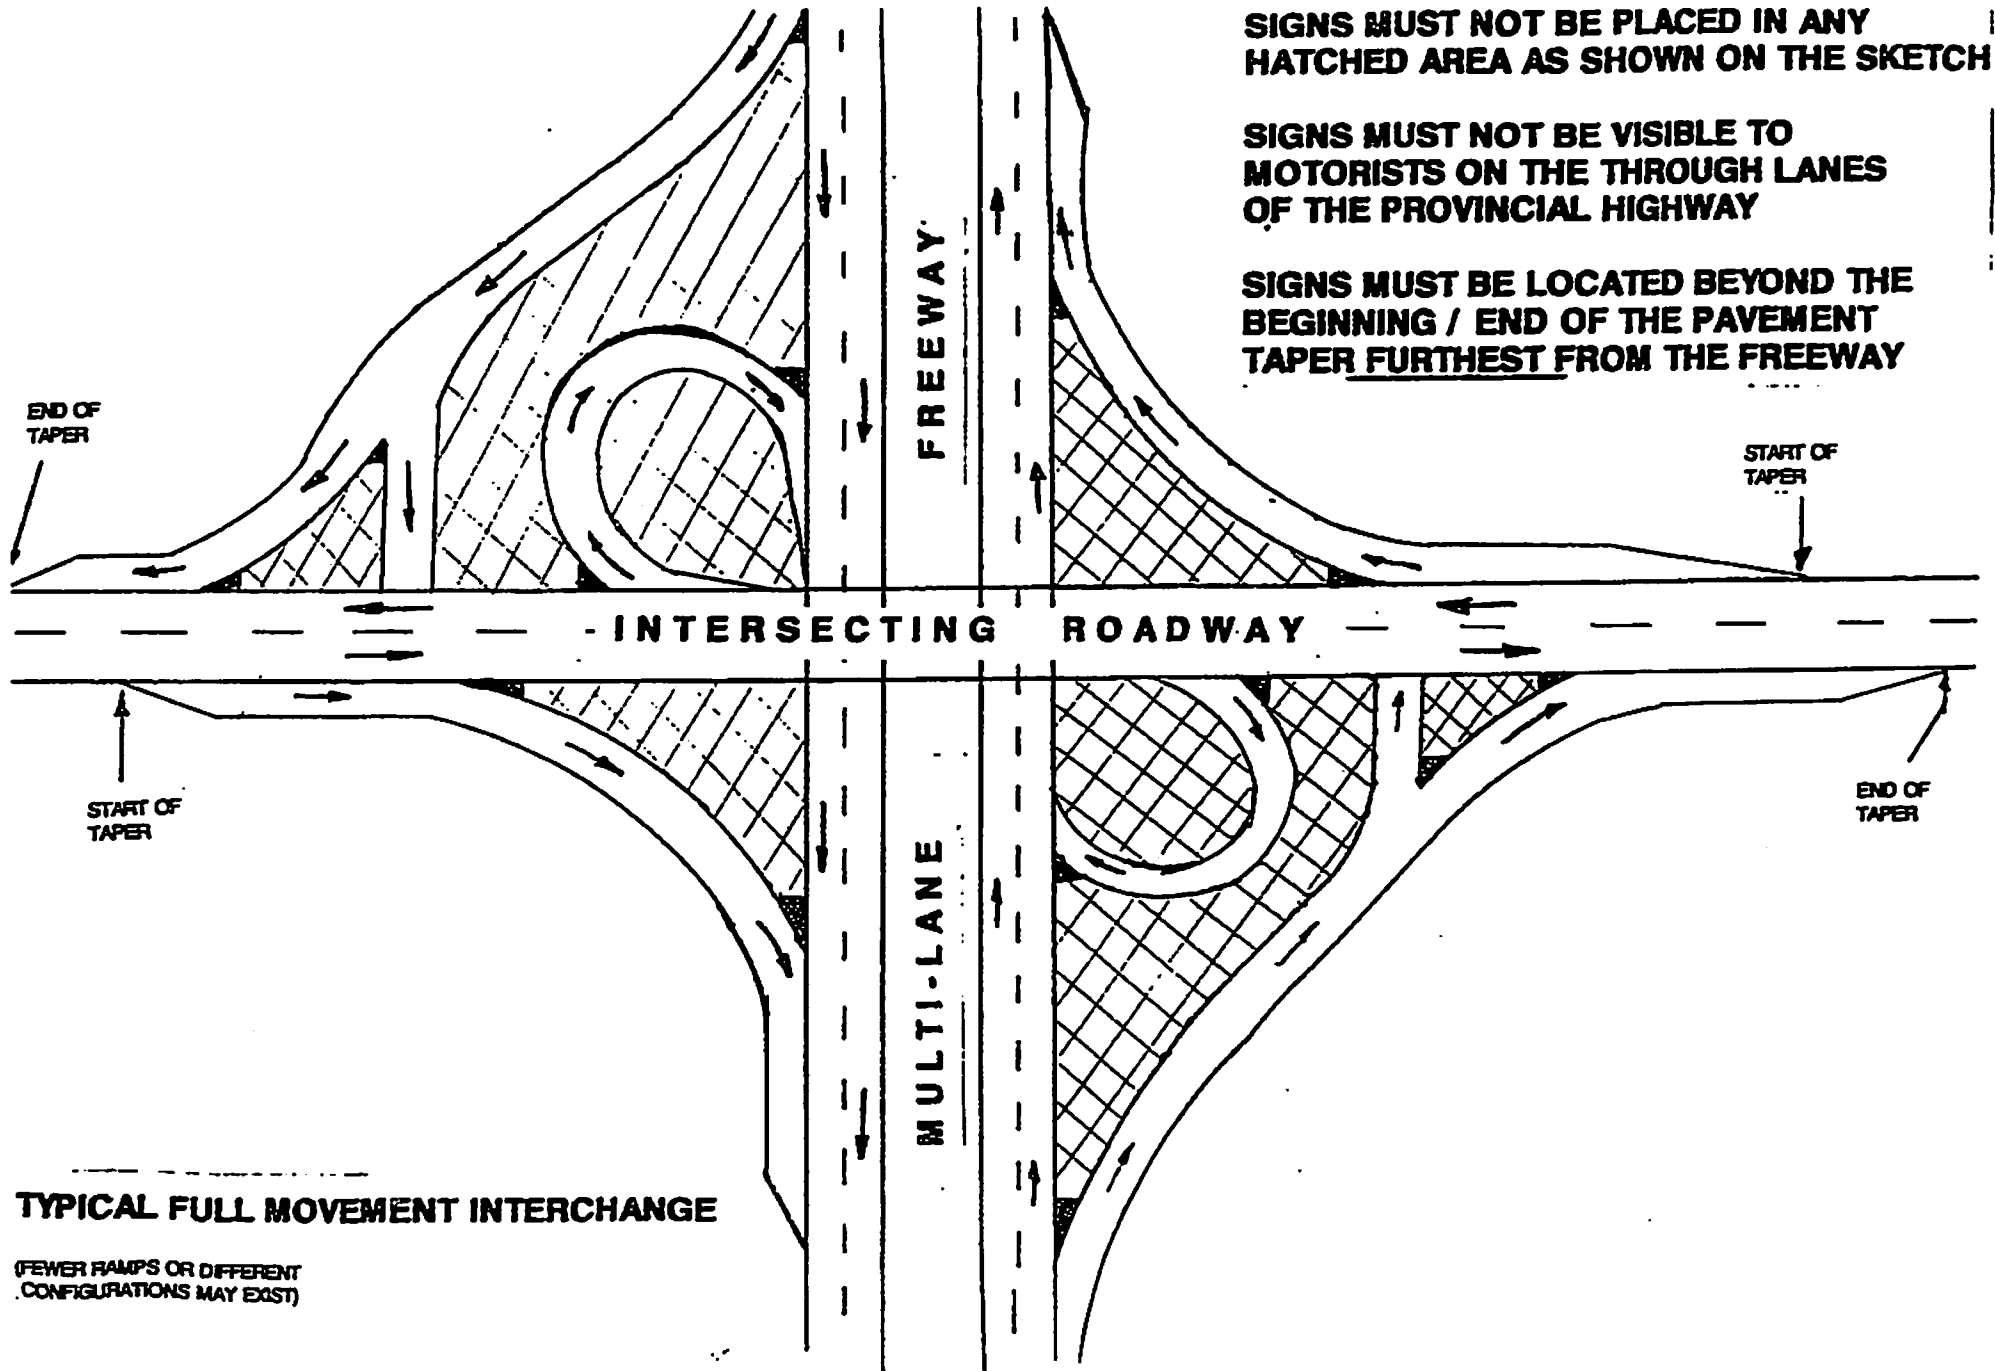 SIGNS MUST NOT BE PLACED IN ANY
HATCHED AREA AS SHOWN ON THE SKETCH
SIGNS MUST NOT BE VISIBLE TO
MOTORISTS ON THE THROUGH LANES
OF THE PROVINCIAL HIGHWAY
SIGNS MUST BE LOCATED BEYOND THE
BEGINNING / END OF THE PAVEMENT
TAPER FURTHEST FROM THE FREEWAY
FREEWAY
END OF
TAPER
START OF
TAPER
INTERSECTING ROADWAY
START OF
TAPER
END OF
TAPER
MULTI-LANE
TYPICAL FULL MOVEMENT INTERCHANGE
(FEWER RAMPS OR DIFFERENT
CONFIGURATIONS MAY EXIST)